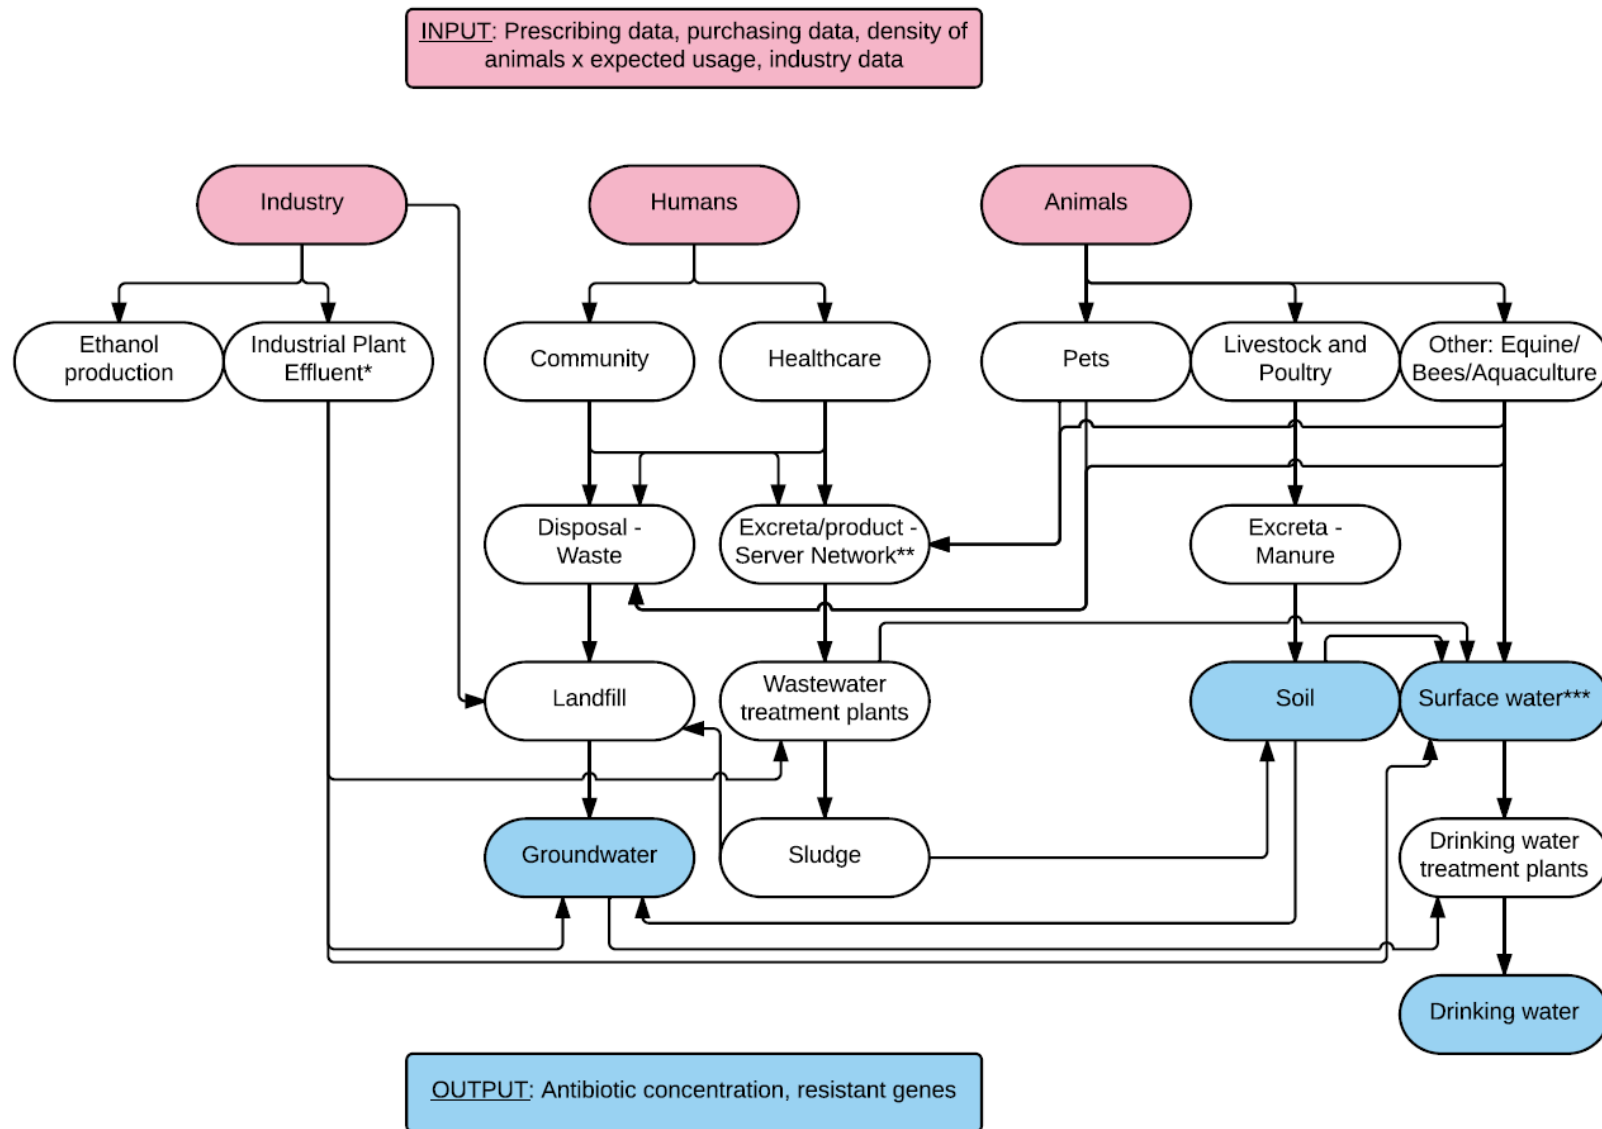 INPUT: Prescribing data, purchasing data, density of
animals x expected usage, industry data
Industry
Humans
Animals
Ethanol
production
Industrial Plant
Effluent*
Community
Healthcare
Pets
Livestock and
Poultry
Other: Equine/
Bees/Aquaculture
Disposal -
Waste
Excreta/product -
Server Network**
Excreta -
Manure
Landfill
Wastewater
treatment plants
Soil
Surface water***
Groundwater
Sludge
Drinking water
treatment plants
Drinking water
OUTPUT: Antibiotic concentration, resistant genes